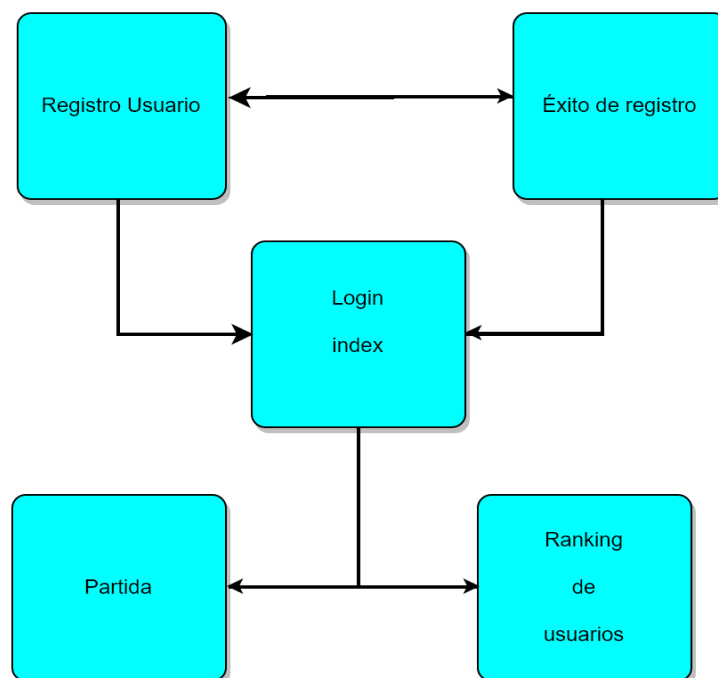 Registro Usuario
Éxito de registro
Login
index
Partida
Ranking
de
usuarios